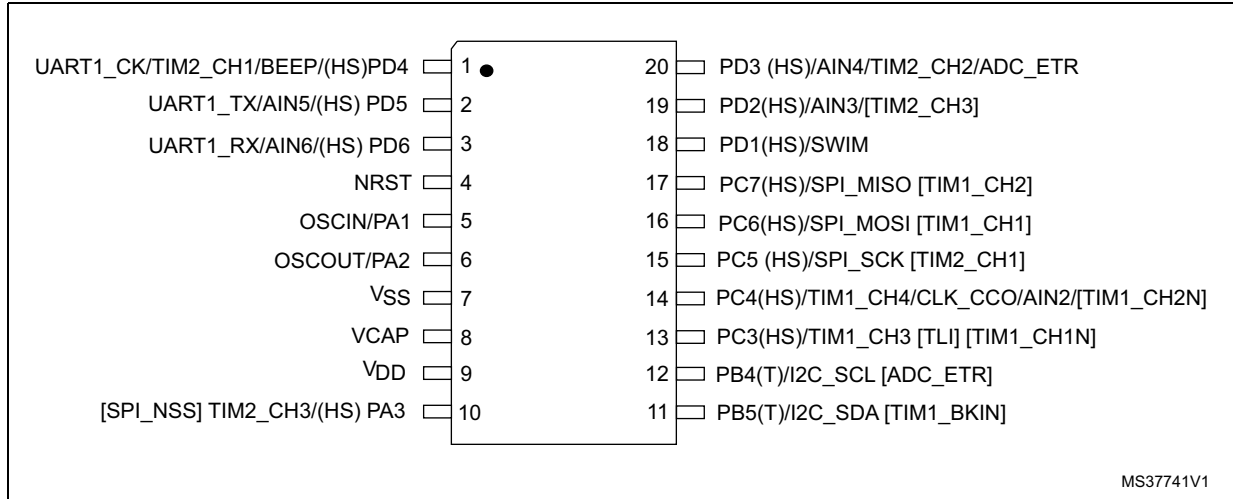 UART1_CK/TIM2_CH1/BEEP/(HS)PD4 1 20 PD3 (HS)/AIN4/TIM2_CH2/ADC_ETR
UART1_TX/AIN5/(HS) PD5 2 19 PD2(HS)/AIN3/[TIM2_CH3]
UART1_RX/AIN6/(HS) PD6 3 18 PD1(HS)/SWIM
NRST 4 17 PC7(HS)/SPI_MISO [TIM1_CH2]
OSCIN/PA1 5 16 PC6(HS)/SPI_MOSI [TIM1_CH1]
OSCOUT/PA2 6 15 PC5 (HS)/SPI_SCK [TIM2_CH1]
VSS 7 14 PC4(HS)/TIM1_CH4/CLK_CCO/AIN2/[TIM1_CH2N]
VCAP 8 13 PC3(HS)/TIM1_CH3 [TLI] [TIM1_CH1N]
VDD 9 12 PB4(T)/I2C_SCL [ADC_ETR]
[SPI_NSS] TIM2_CH3/(HS) PA3 10 11 PB5(T)/I2C_SDA [TIM1_BKIN]
MS37741V1